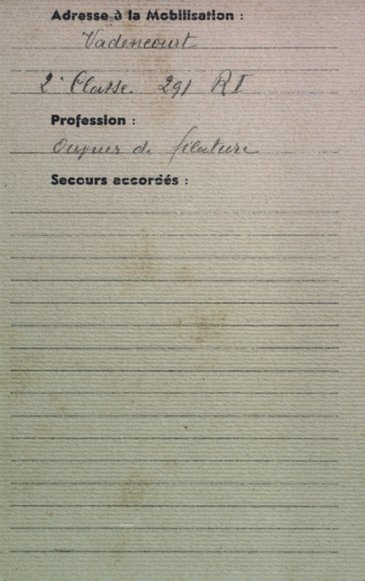 Adresse à la Mobilisation :
Vadencourt
2e Classe 291 RI
Profession :
Ouvrier de filature
Secours accordés :